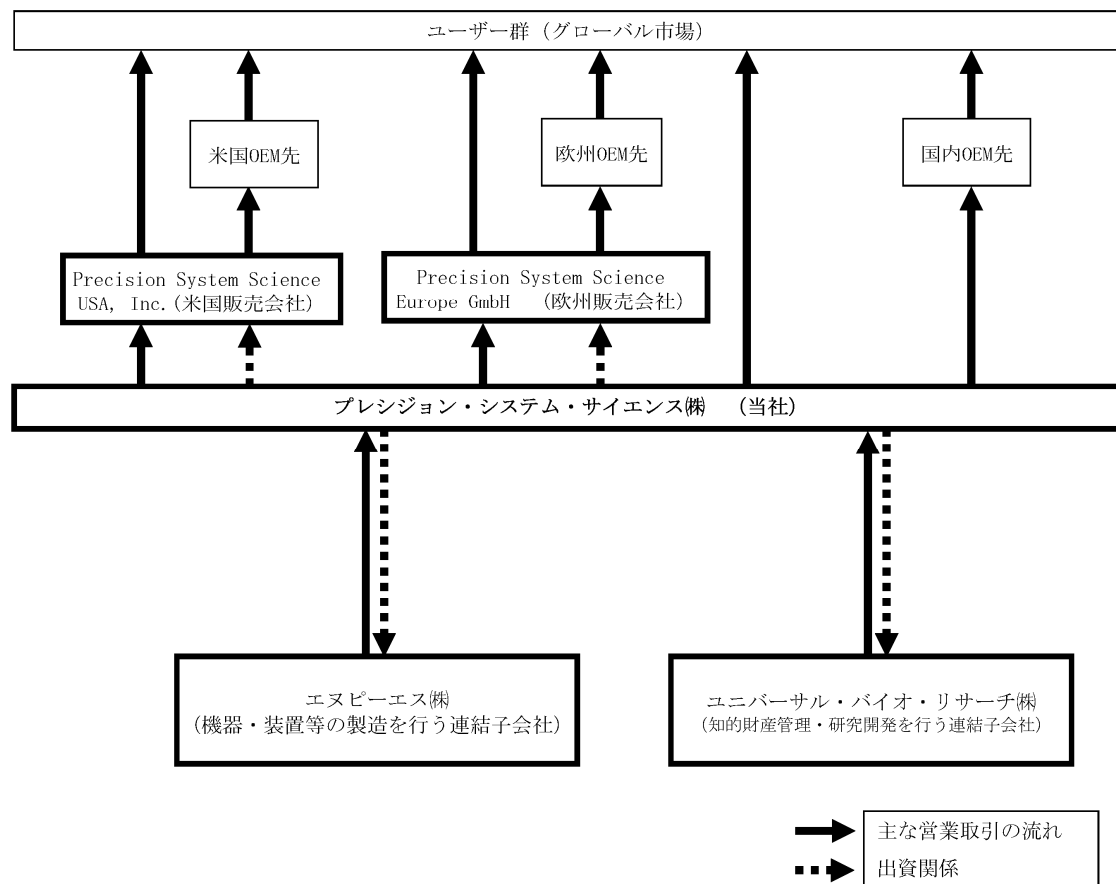 ユーザー群（グローバル市場）
米国OEM先
欧州OEM先
国内OEM先
Precision System Science
USA, Inc.(米国販売会社)
Precision System Science
Europe GmbH （欧州販売会社）
プレシジョン・システム・サイエンス㈱ （当社）
エヌピーエス㈱
（機器・装置等の製造を行う連結子会社）
ユニバーサル・バイオ・リサーチ㈱
（知的財産管理・研究開発を行う連結子会社）
主な営業取引の流れ
出資関係